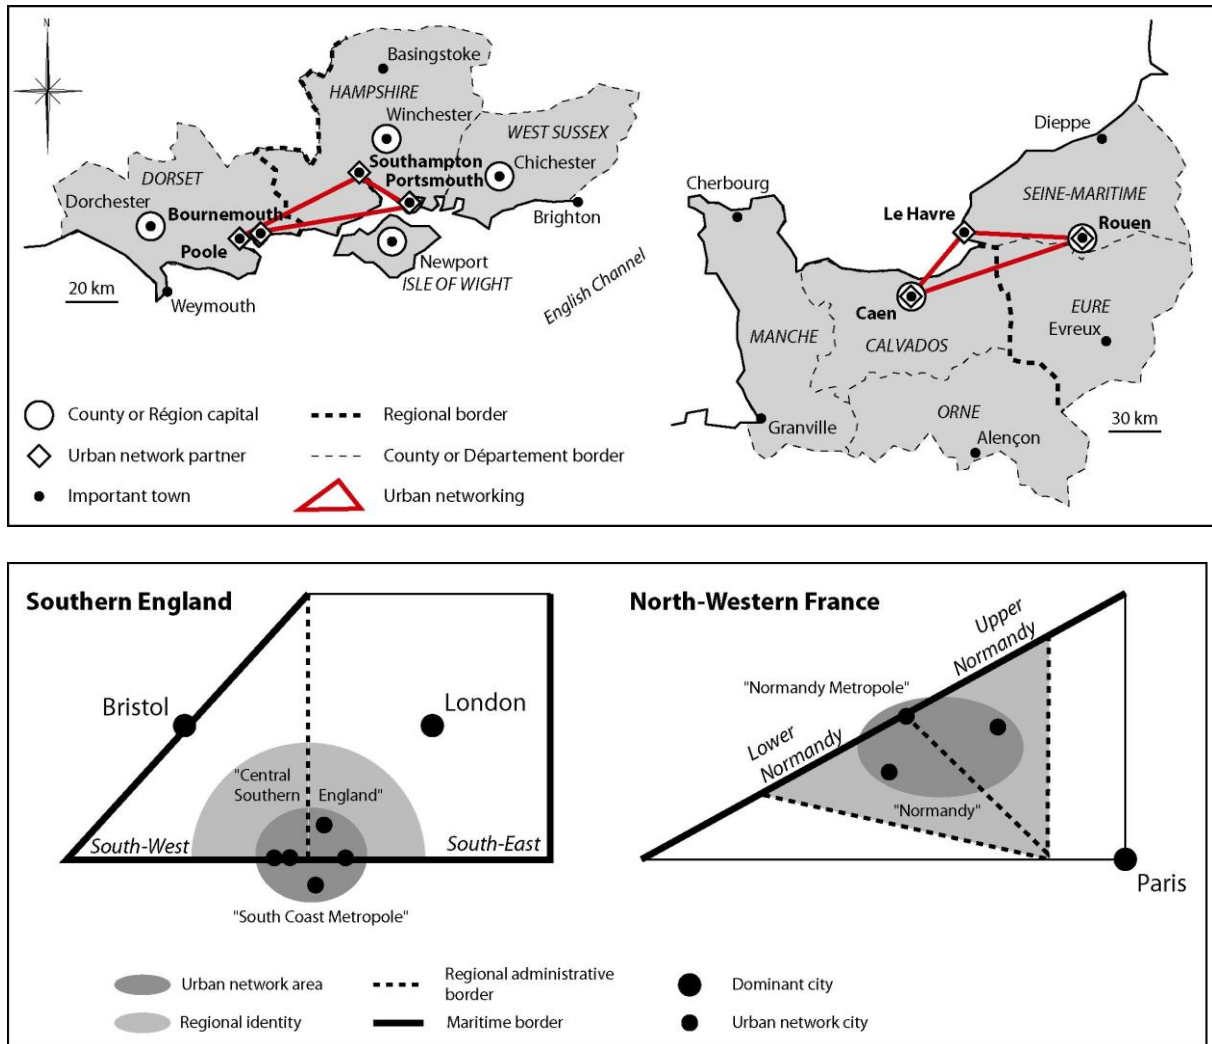 N
Basingstoke
HAMPSHIRE
Winchester
WEST SUSSEX
Southampton
Portsmouth
Chichester
DORSET
Dorchester
Bournemouth
Poole
Brighton
Newport
ISLE OF WIGHT
20 km
Weymouth
English Channel
Dieppe
Cherbourg
SEINE-MARITIME
Le Havre
Rouen
Caen
EURE
Evreux
MANCHE
CALVADOS
ORNE
Granville
Alençon
30 km
County or Région capital
Regional border
Urban network partner
County or Département border
Important town
Urban networking
Southern England
Bristol
London
"Central
Southern
England"
South-West
South-East
"South Coast Metropole"
North-Western France
Upper
Normandy
"Normandy Metropole"
Lower
Normandy
"Normandy"
Paris
Urban network area
Regional administrative
border
Dominant city
Regional identity
Maritime border
Urban network city